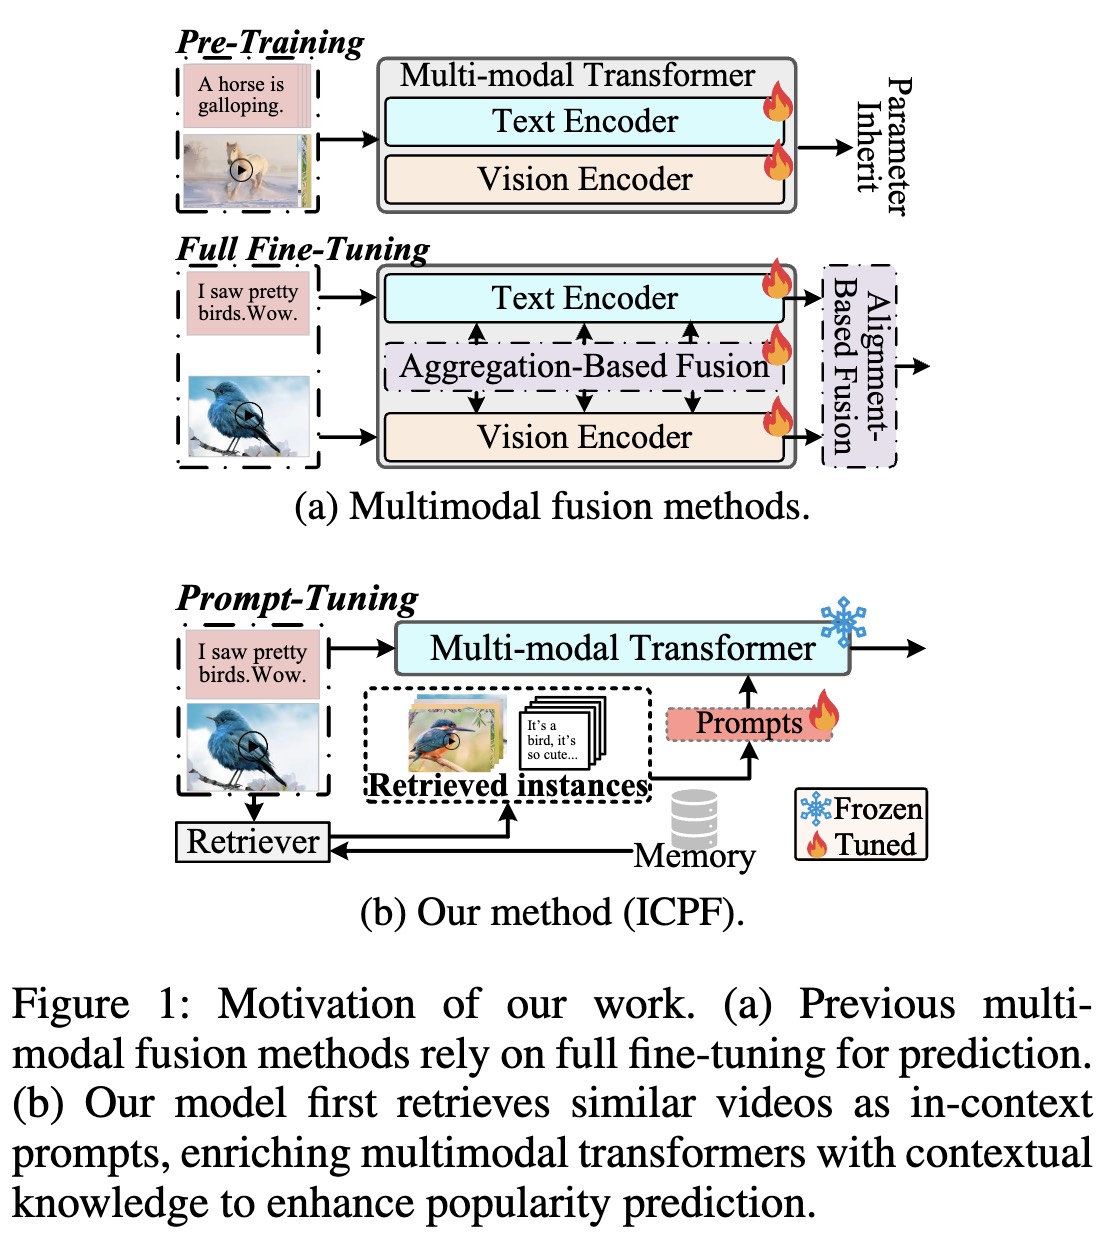 Pre-Training
A horse is
galloping.
Multi-modal Transformer
Text Encoder
Vision Encoder
Parameter
Inherit
Full Fine-Tuning
I saw pretty
birds.Wow.
Text Encoder
Aggregation-Based Fusion
Vision Encoder
Alignment-
Based Fusion
(a) Multimodal fusion methods.
Prompt-Tuning
I saw pretty
birds.Wow.
Multi-modal Transformer
It's a
bird, it's
so cute...
Retrieved instances
Prompts
Retriever
Memory
Frozen
Tuned
(b) Our method (ICPF).
Figure 1: Motivation of our work. (a) Previous multi-
modal fusion methods rely on full fine-tuning for prediction.
(b) Our model first retrieves similar videos as in-context
prompts, enriching multimodal transformers with contextual
knowledge to enhance popularity prediction.